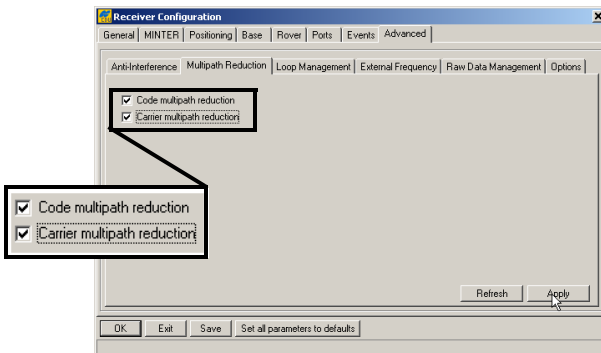 Receiver Configuration
General MINTER Positioning Base Rover Ports Events Advanced
Anti-Interference Multipath Reduction Loop Management External Frequency Raw Data Management Options
Code multipath reduction
Carrier multipath reduction
Code multipath reduction
Carrier multipath reduction
Refresh Apply
OK Exit Save Set all parameters to defaults